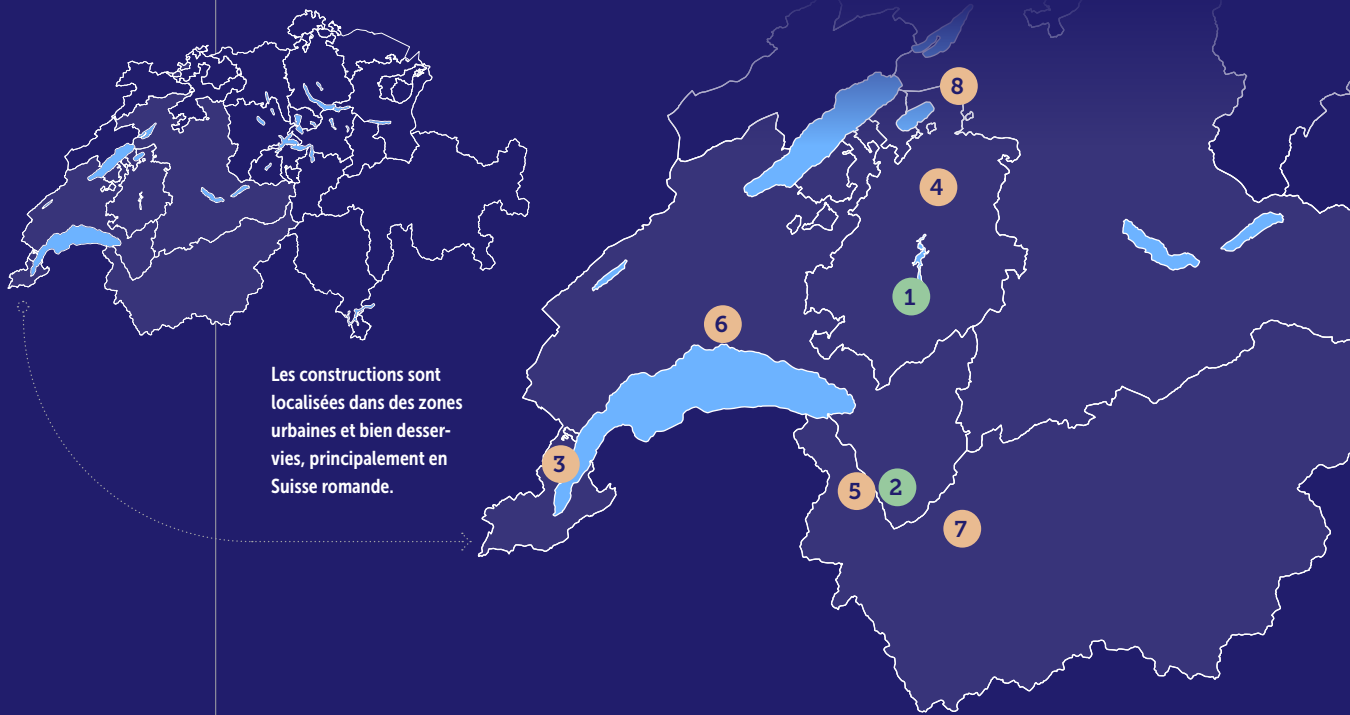 8
4
1
6
Les constructions sont
localisées dans des zones
urbaines et bien desser-
vies, principalement en
Suisse romande.
3
5
2
7